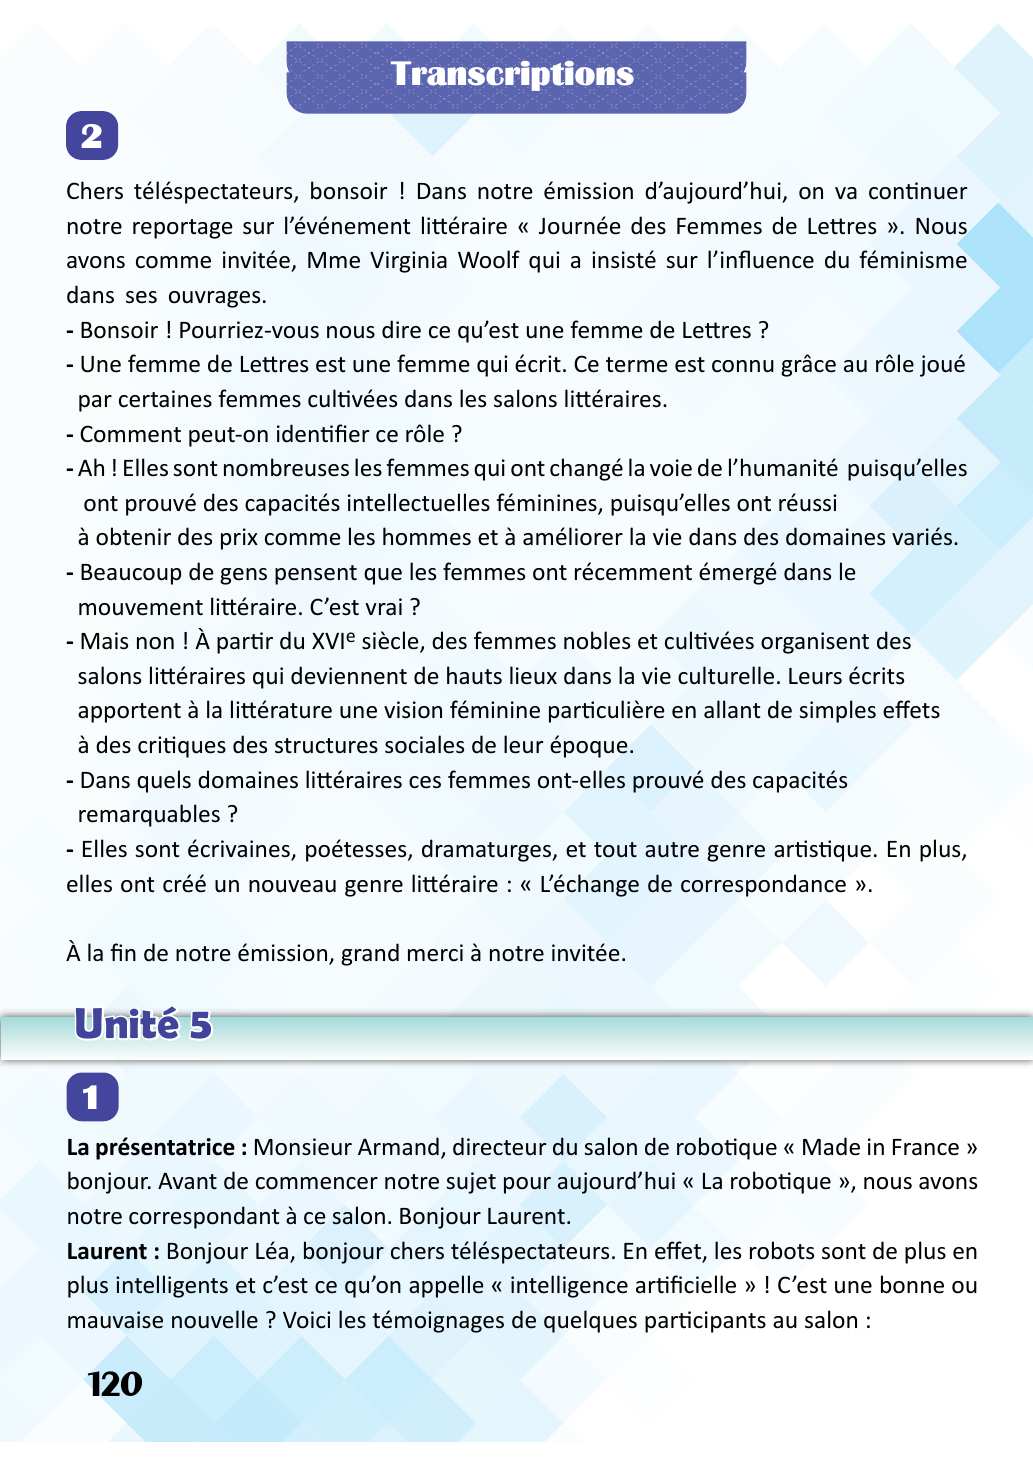 Transcriptions
2
Chers téléspectateurs, bonsoir ! Dans notre émission d’aujourd’hui, on va continuer
notre reportage sur l’événement littéraire « Journée des Femmes de Lettres ». Nous
avons comme invitée, Mme Virginia Woolf qui a insisté sur l’influence du féminisme
dans ses ouvrages.
- Bonsoir ! Pourriez-vous nous dire ce qu’est une femme de Lettres ?
- Une femme de Lettres est une femme qui écrit. Ce terme est connu grâce au rôle joué
par certaines femmes cultivées dans les salons littéraires.
- Comment peut-on identifier ce rôle ?
- Ah ! Elles sont nombreuses les femmes qui ont changé la voie de l’humanité puisqu’elles
ont prouvé des capacités intellectuelles féminines, puisqu’elles ont réussi
à obtenir des prix comme les hommes et à améliorer la vie dans des domaines variés.
- Beaucoup de gens pensent que les femmes ont récemment émergé dans le
mouvement littéraire. C’est vrai ?
- Mais non ! À partir du XVIe siècle, des femmes nobles et cultivées organisent des
salons littéraires qui deviennent de hauts lieux dans la vie culturelle. Leurs écrits
apportent à la littérature une vision féminine particulière en allant de simples effets
à des critiques des structures sociales de leur époque.
- Dans quels domaines littéraires ces femmes ont-elles prouvé des capacités
remarquables ?
- Elles sont écrivaines, poétesses, dramaturges, et tout autre genre artistique. En plus,
elles ont créé un nouveau genre littéraire : « L’échange de correspondance ».
À la fin de notre émission, grand merci à notre invitée.
Unité 5
1
La présentatrice : Monsieur Armand, directeur du salon de robotique « Made in France »
bonjour. Avant de commencer notre sujet pour aujourd’hui « La robotique », nous avons
notre correspondant à ce salon. Bonjour Laurent.
Laurent : Bonjour Léa, bonjour chers téléspectateurs. En effet, les robots sont de plus en
plus intelligents et c’est ce qu’on appelle « intelligence artificielle » ! C’est une bonne ou
mauvaise nouvelle ? Voici les témoignages de quelques participants au salon :
120